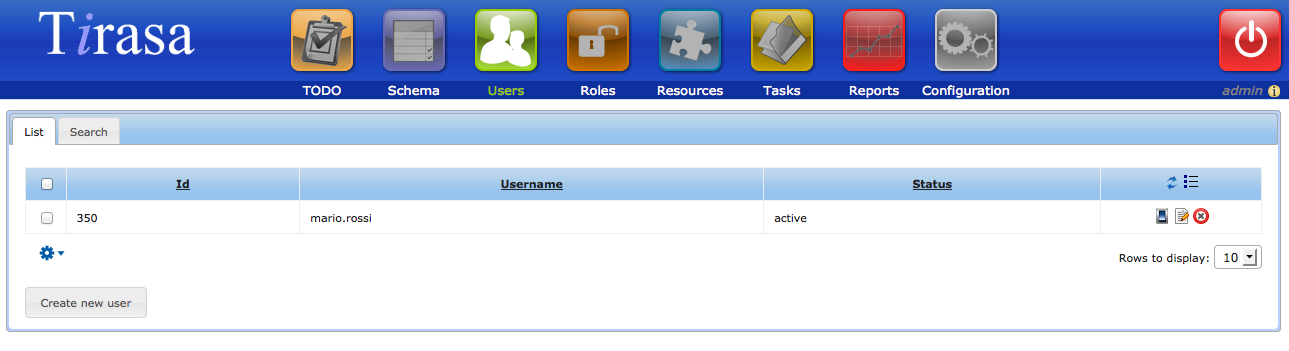 Tirasa
TODO Schema Users Roles Resources Tasks Reports Configuration admin i
List Search
Id Username Status
350 mario.rossi active
Rows to display: 10
Create new user